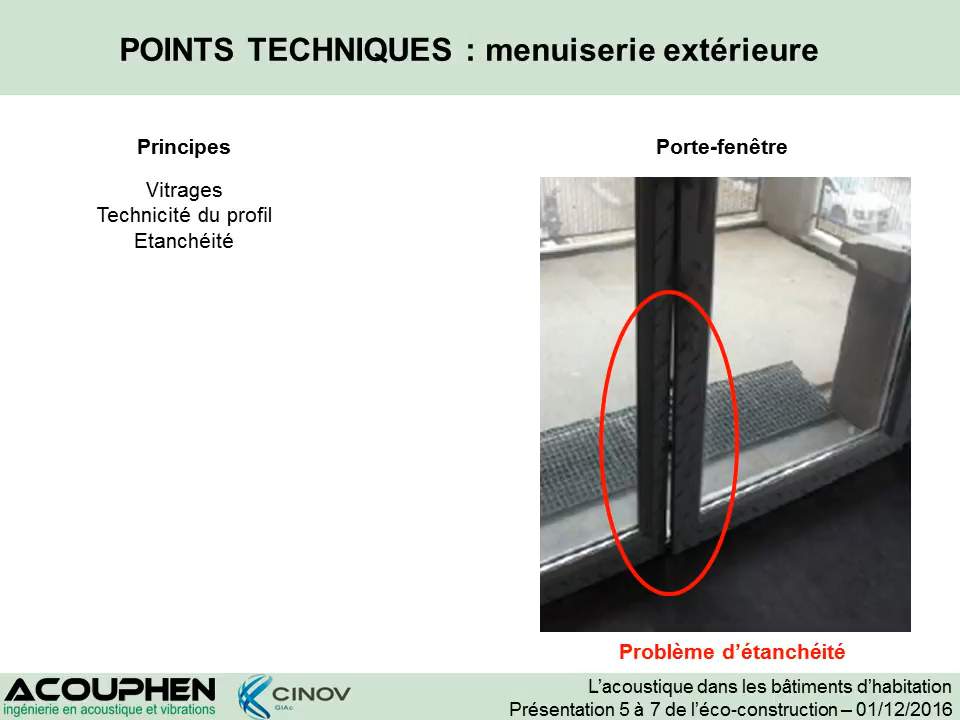 POINTS TECHNIQUES : menuiserie extérieure
Principes
Vitrages
Technicité du profil
Etanchéité
Porte-fenêtre
Problème d’étanchéité
ACOUPHEN
ingénierie en acoustique et vibrations
CINOV
GIAc
L’acoustique dans les bâtiments d’habitation
Présentation 5 à 7 de l’éco-construction – 01/12/2016